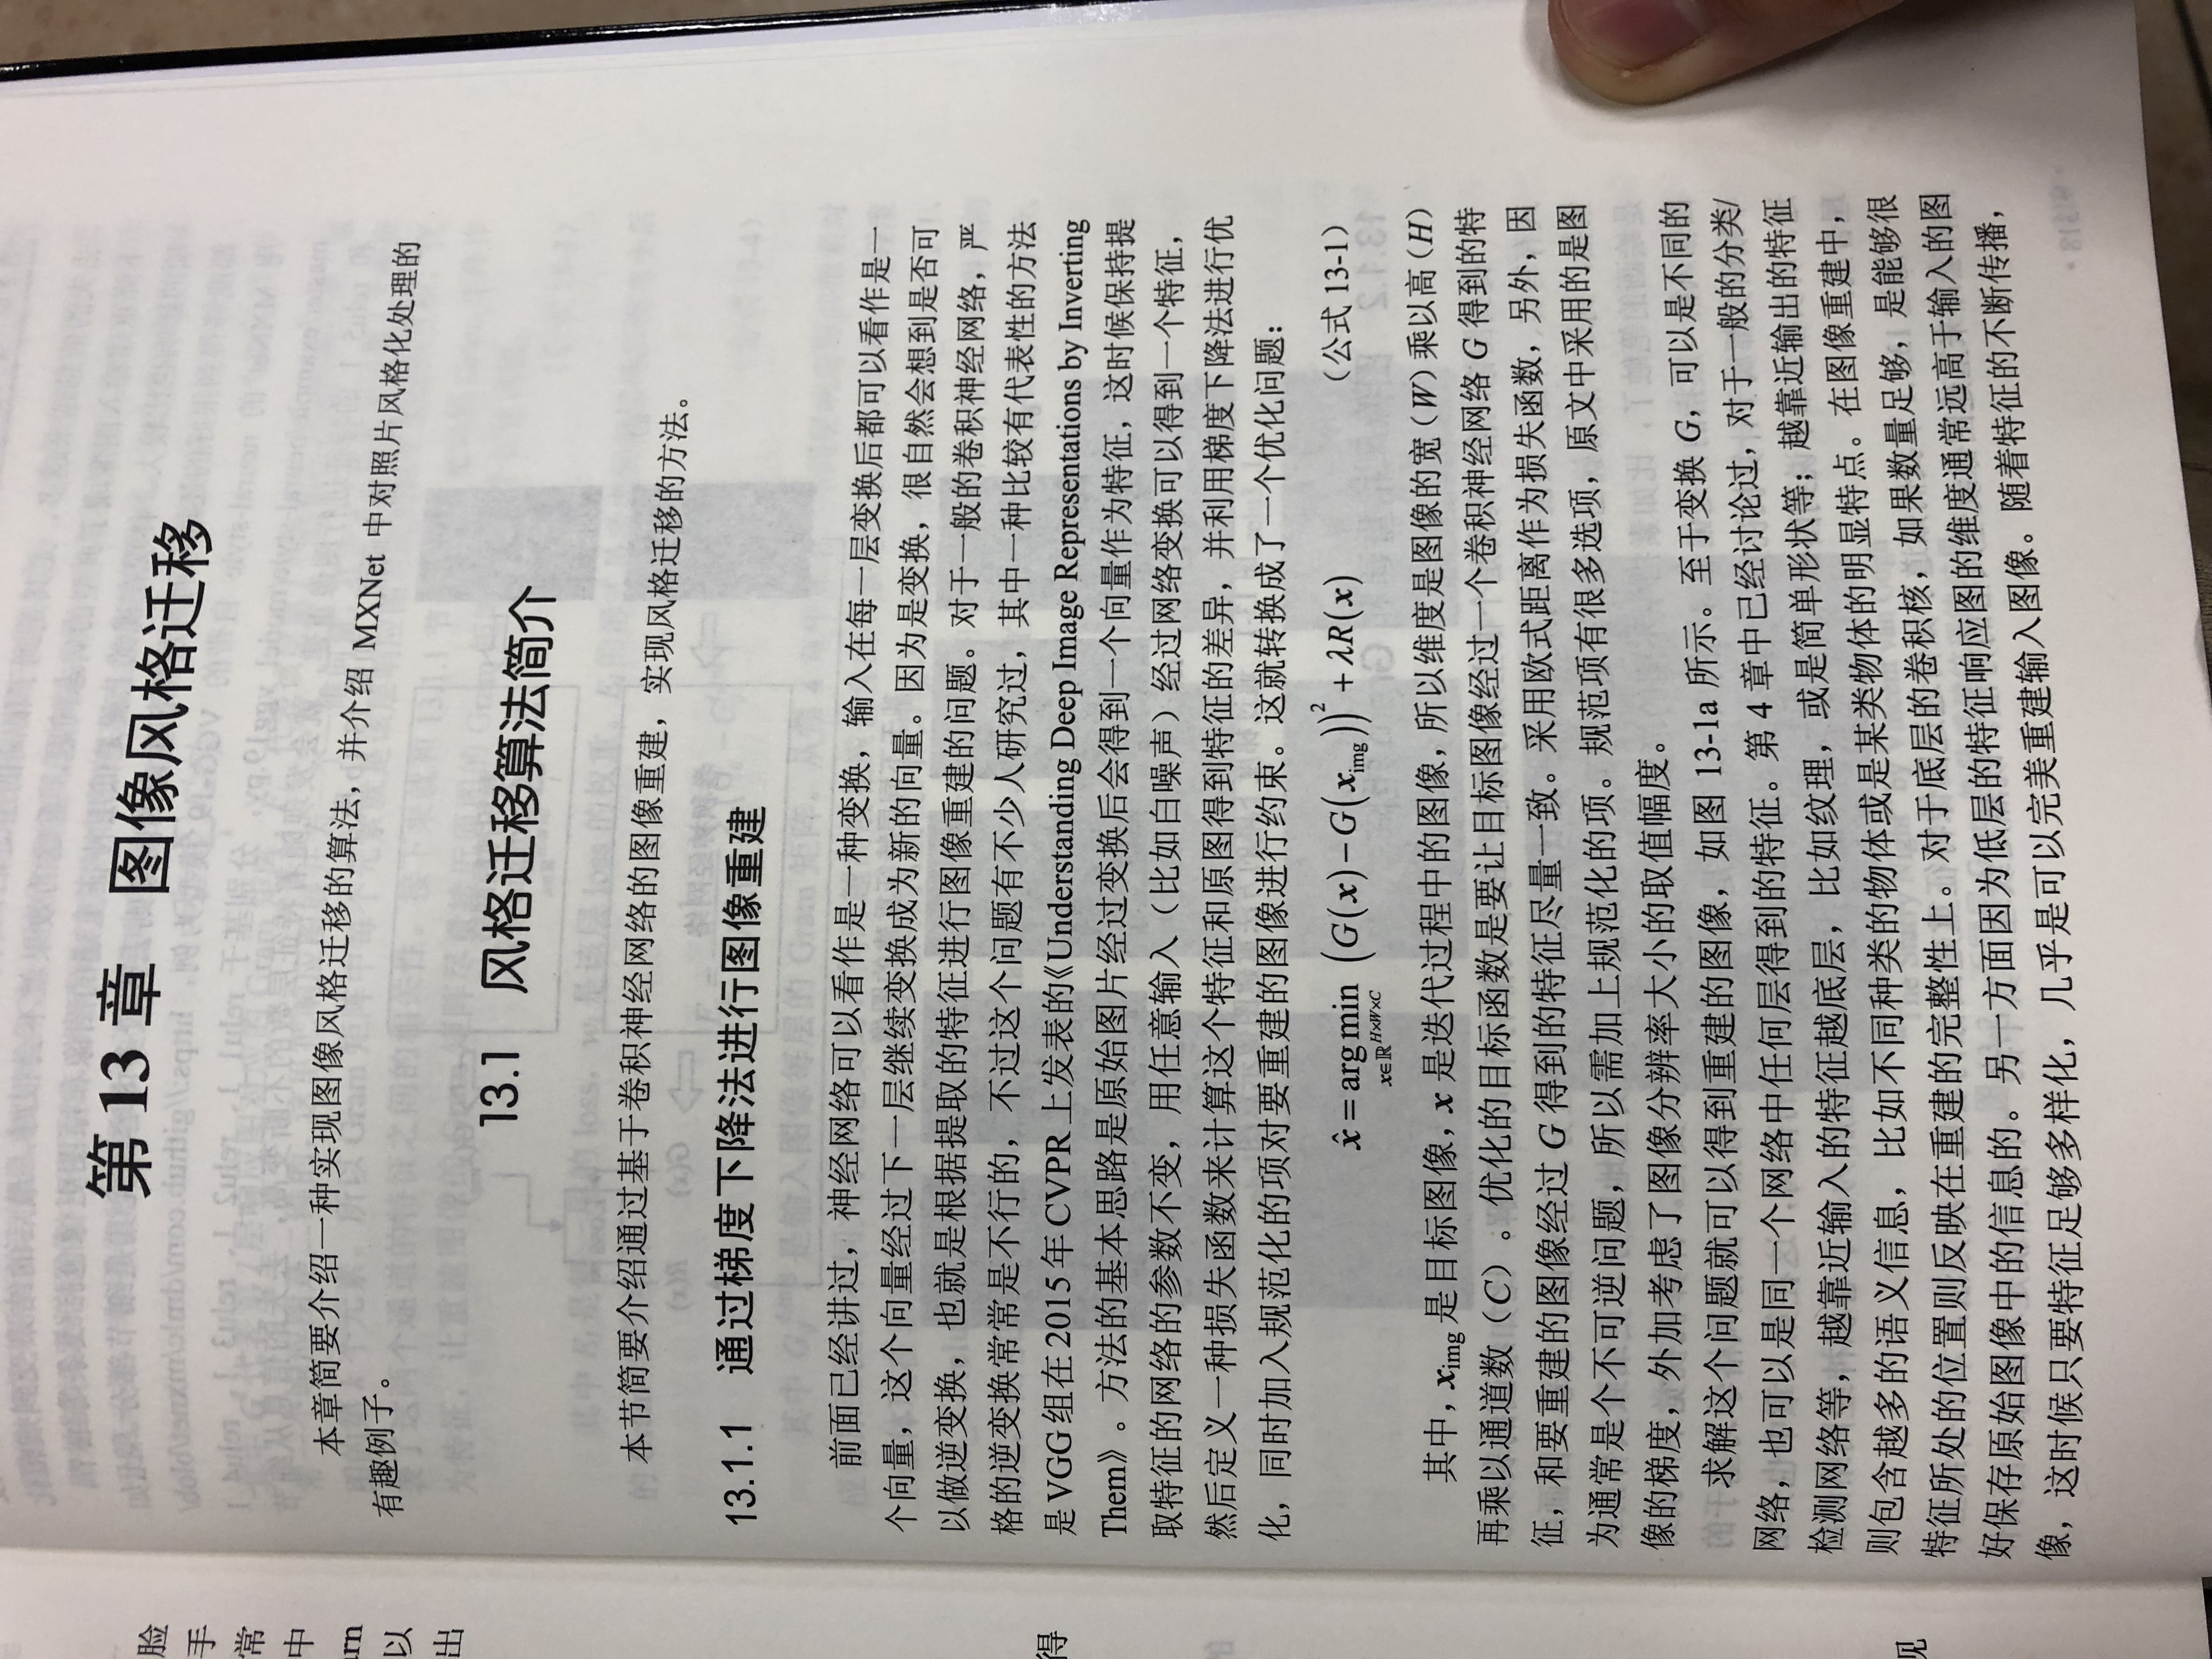 脸
手
常
中
arn
以
出
得
现
第 13 章 图像风格迁移
本章简要介绍一种实现图像风格迁移的算法，并介绍 MXNet 中对照片风格化处理的
有趣例子。
13.1 风格迁移算法简介
本节简要介绍通过基于卷积神经网络的图像重建，实现风格迁移的方法。
13.1.1 通过梯度下降法进行图像重建
前面已经讲过，神经网络可以看作是一种变换，输入在每一层变换后都可以看作是一
个向量，这个向量经过下一层继续变换成为新的向量。因为是变换，很自然会想到是否可
以做逆变换，也就是根据提取的特征进行图像重建的问题。对于一般的卷积神经网络，严
格的逆变换常常是不行的，不过这个问题有不少人研究过，其中一种比较有代表性的方法
是 VGG 组在 2015 年 CVPR 上发表的《Understanding Deep Image Representations by Inverting
Them》。方法的基本思路是原始图片经过变换后会得到一个向量作为特征，这时候保持提
取特征的网络的参数不变，用任意输入（比如白噪声）经过网络变换可以得到一个特征，
然后定义一种损失函数来计算这个特征和原图得到特征的差异，并利用梯度下降法进行优
化，同时加入规范化的项对要重建的图像进行约束。这就转换成了一个优化问题：
x̂ = arg min (G(x) − G(x_img))² + λR(x) （公式 13-1）
x∈ℝ^H×W×C
其中，x_img 是目标图像，x 是迭代过程中的图像，所以维度是图像的宽（W）乘以高（H）
再乘以通道数（C）。优化的目标函数是要让目标图像经过一个卷积神经网络 G 得到的特
征，和要重建的图像经过 G 得到的特征尽量一致。采用欧式距离作为损失函数，另外，因
为通常是个不可逆问题，所以需加上规范化的项。规范项有很多选项，原文中采用的是图
像的梯度，外加考虑了图像分辨率大小的取值幅度。
求解这个问题就可以得到重建的图像，如图 13-1a 所示。至于变换 G，可以是不同的
网络，也可以是同一个网络中任何层得到的特征。第 4 章中已经讨论过，对于一般的分类/
检测网络等，越靠近输入的特征越底层，比如纹理，或是简单形状等；越靠近输出的特征
则包含越多的语义信息，比如不同种类的物体或是某类物体的明显特点。在图像重建中，
特征所处的位置则反映在重建的完整性上。对于底层的卷积核，如果数量足够，是能够很
好保存原始图像中的信息的。另一方面因为低层的特征响应图的维度通常远高于输入的图
像，这时候只要特征足够多样化，几乎是可以完美重建输入图像。随着特征的不断传播，